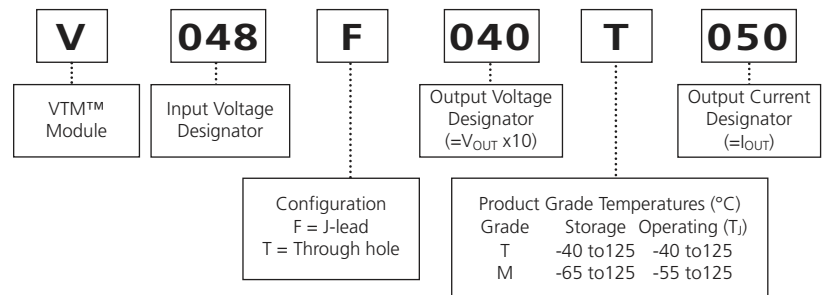 V 048 F 040 T 050
VTM™
Module
Input Voltage
Designator
Output Voltage
Designator
(=VOUT x10)
Output Current
Designator
(=IOUT)
Configuration
F = J-lead
T = Through hole
Product Grade Temperatures (°C)
Grade Storage Operating (TJ)
T -40 to125 -40 to125
M -65 to125 -55 to125